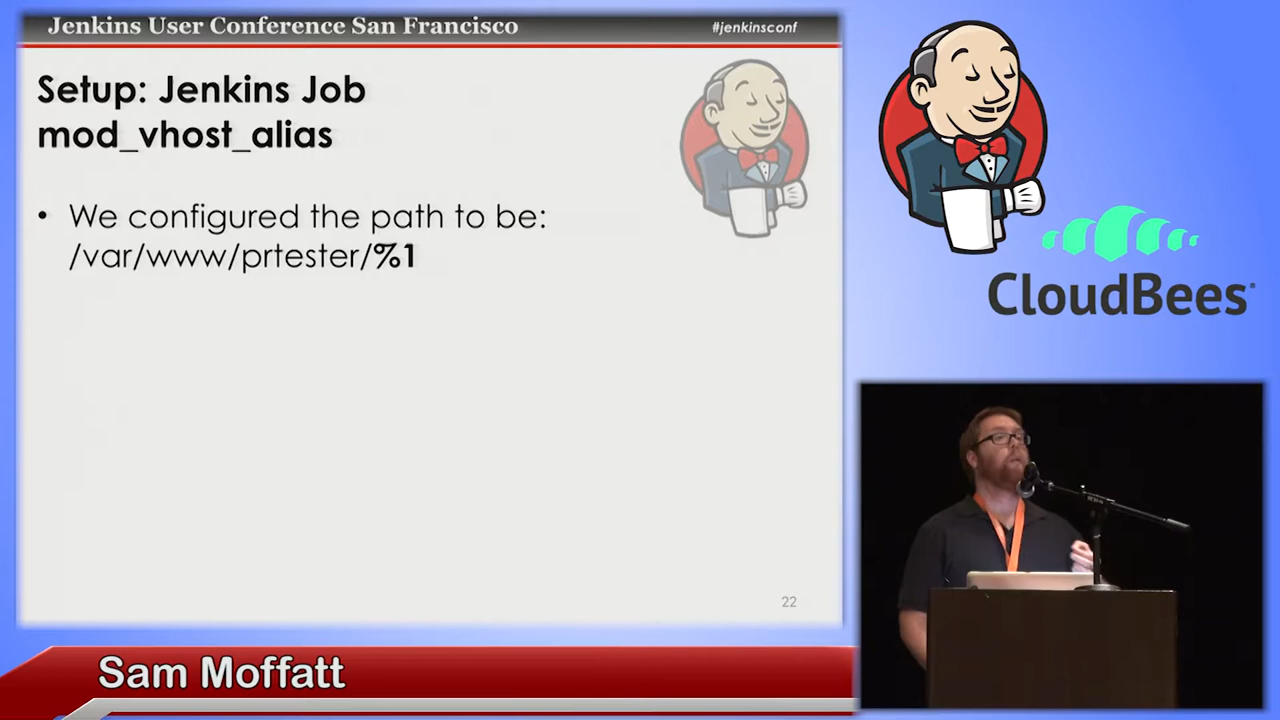 Jenkins User Conference San Francisco
#jenkinsconf
Setup: Jenkins Job
mod_vhost_alias
• We configured the path to be:
/var/www/prtester/%1
22
CloudBees
Sam Moffatt